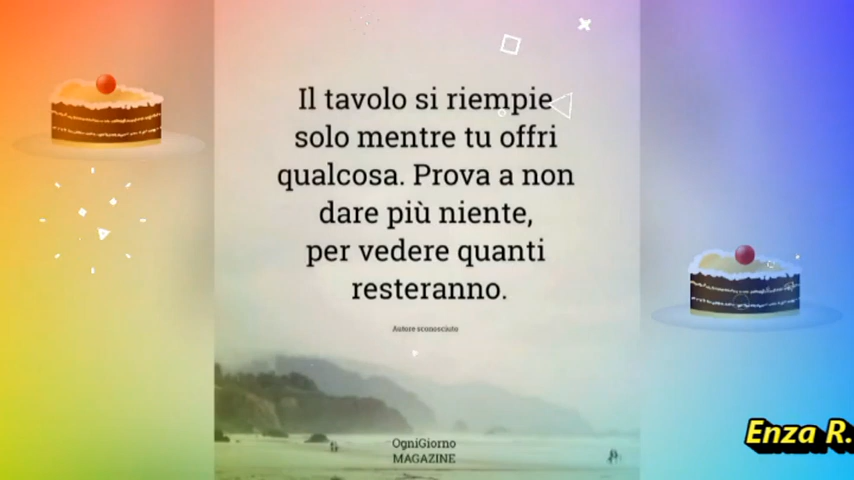 Il tavolo si riempie
solo mentre tu offri
qualcosa. Prova a non
dare più niente,
per vedere quanti
resteranno.
Autore sconosciuto
OgniGiorno
MAGAZINE
Enza R.